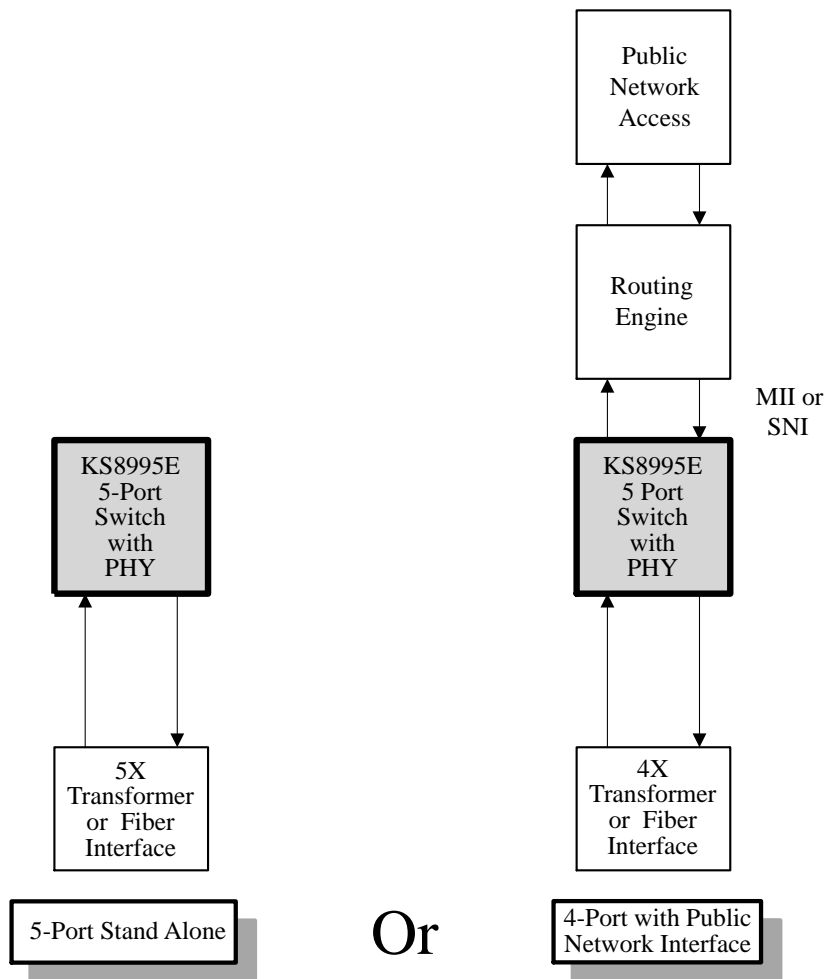 Public
Network
Access
Routing
Engine
MII or
SNI
KS8995E
5-Port
Switch
with
PHY
KS8995E
5 Port
Switch
with
PHY
5X
Transformer
or Fiber
Interface
4X
Transformer
or Fiber
Interface
5-Port Stand Alone
Or
4-Port with Public
Network Interface